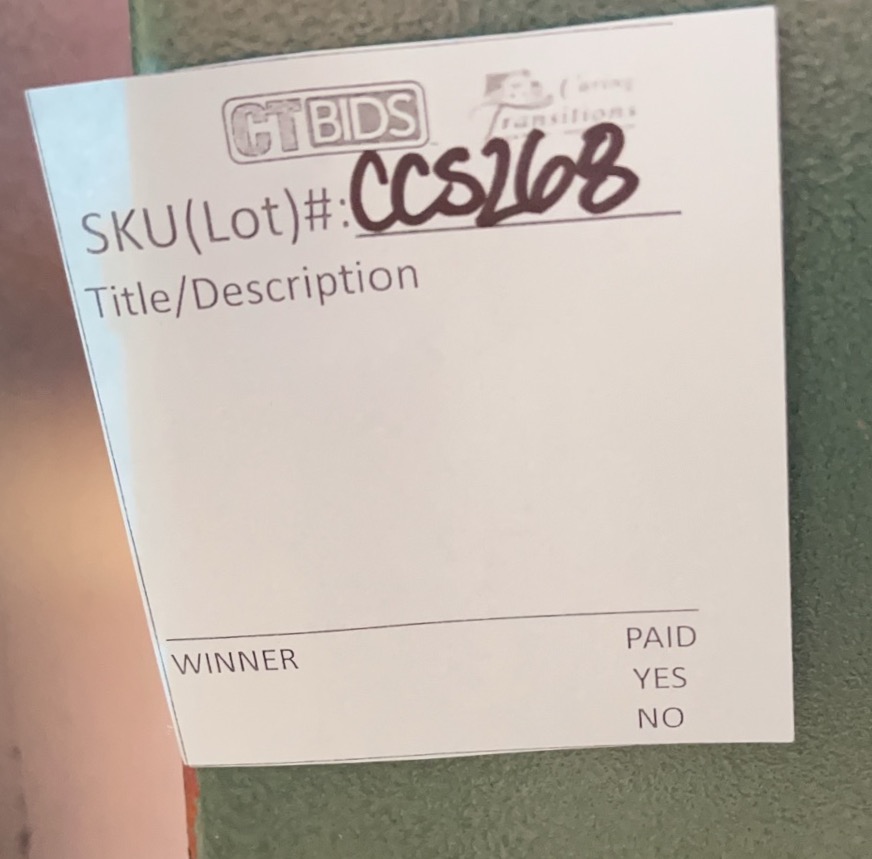 CTBIDS Caring
Transitions
SKU(Lot)#:CCS268
Title/Description
WINNER PAID
YES
NO